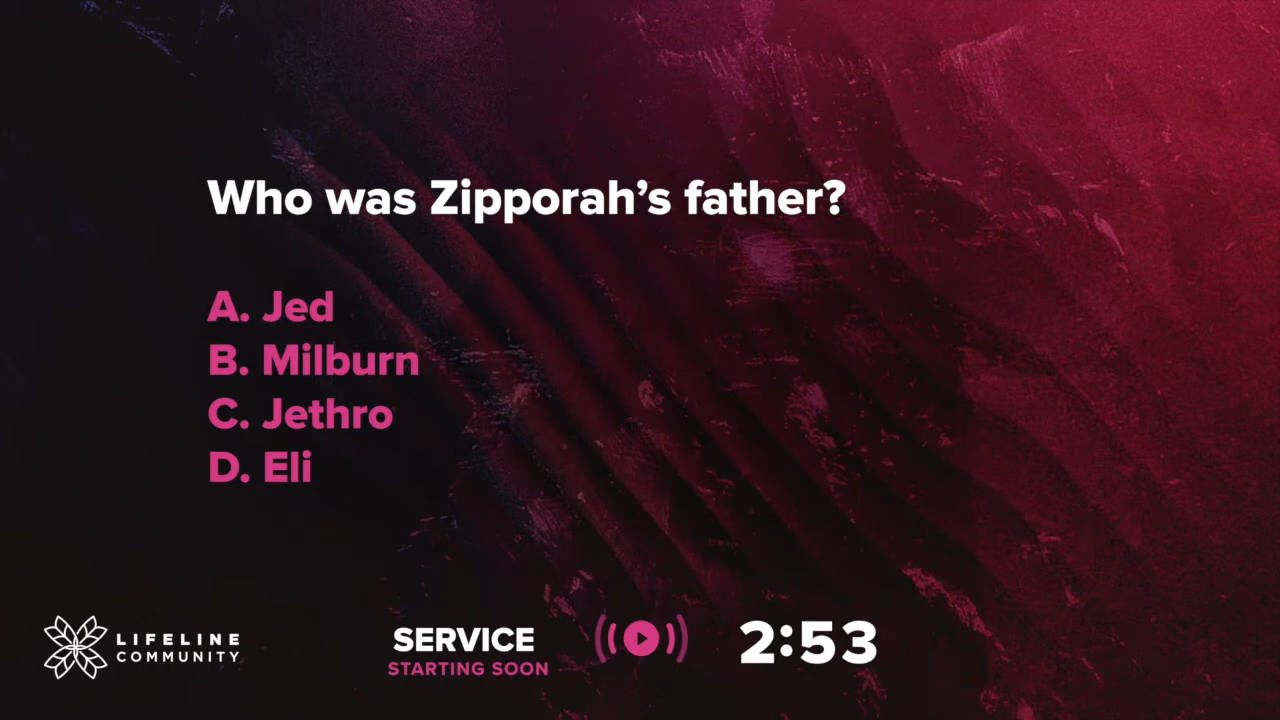 Who was Zipporah’s father?
A. Jed
B. Milburn
C. Jethro
D. Eli
LIFELINE
COMMUNITY
SERVICE
STARTING SOON
2:53